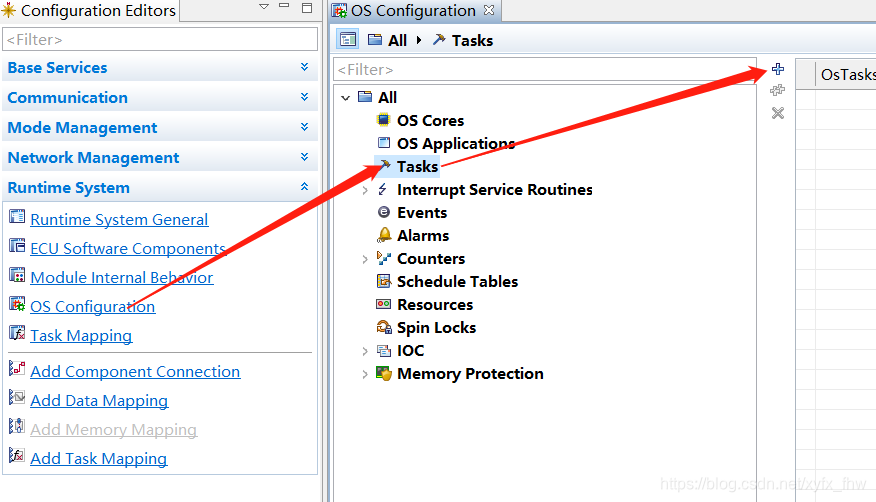 Configuration Editors
<Filter>
Base Services
Communication
Mode Management
Network Management
Runtime System
Runtime System General
ECU Software Components
Module Internal Behavior
OS Configuration
Task Mapping
Add Component Connection
Add Data Mapping
Add Memory Mapping
Add Task Mapping
OS Configuration
All Tasks
<Filter>
All
OS Cores
OS Applications
Tasks
Interrupt Service Routines
Events
Alarms
Counters
Schedule Tables
Resources
Spin Locks
IOC
Memory Protection
OsTasks
https://blog.csdn.net/xyfx_fhw